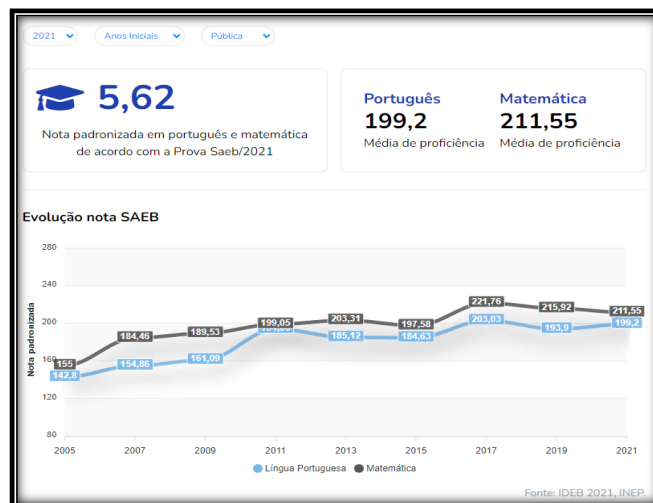 2021 Anos Iniciais Pública
5,62
Nota padronizada em português e matemática
de acordo com a Prova Saeb/2021
Português Matemática
199,2 211,55
Média de proficiência Média de proficiência
Evolução nota SAEB
280
240
200
160
120
80
Nota padronizada
155 184,46 189,53 199,05 203,31 197,58 221,76 215,92 211,55
142,8 154,86 161,09 185,12 184,63 203,03 193,9 199,2
2005 2007 2009 2011 2013 2015 2017 2019 2021
Língua Portuguesa Matemática
Fonte: IDEB 2021, INEP.